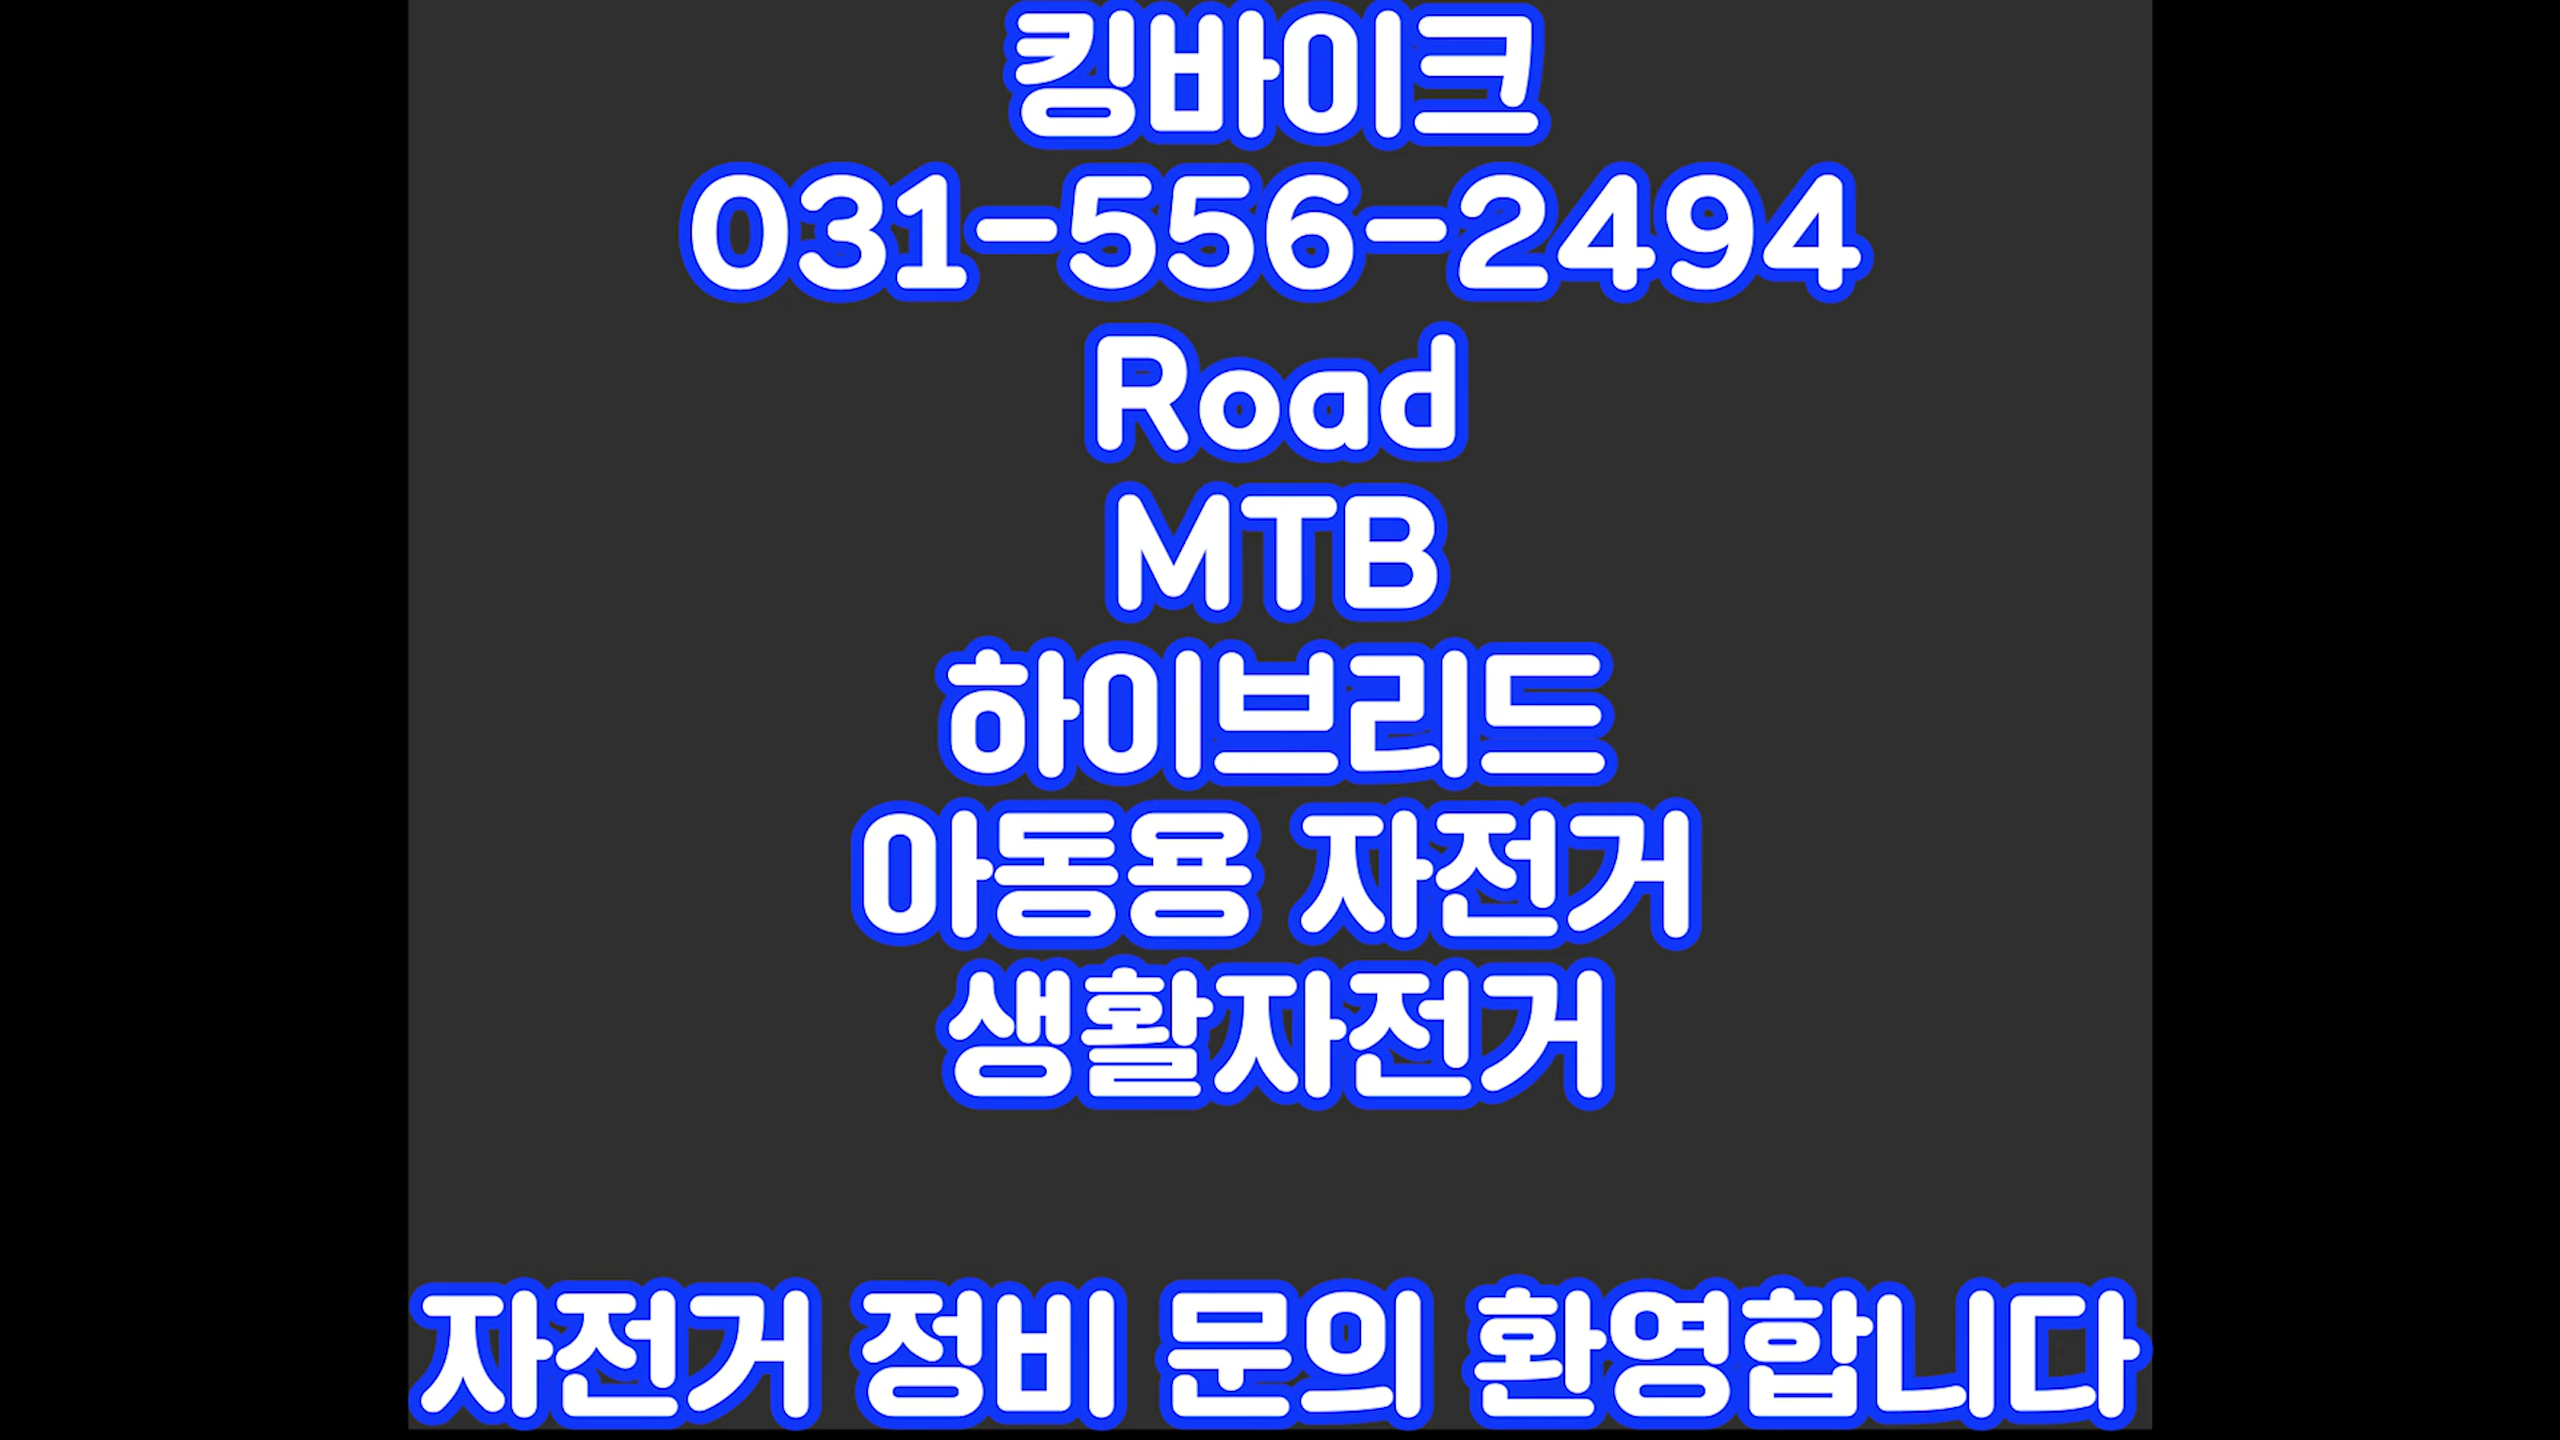 킹바이크
031-556-2494
Road
MTB
하이브리드
아동용 자전거
생활자전거
자전거 정비 문의 환영합니다